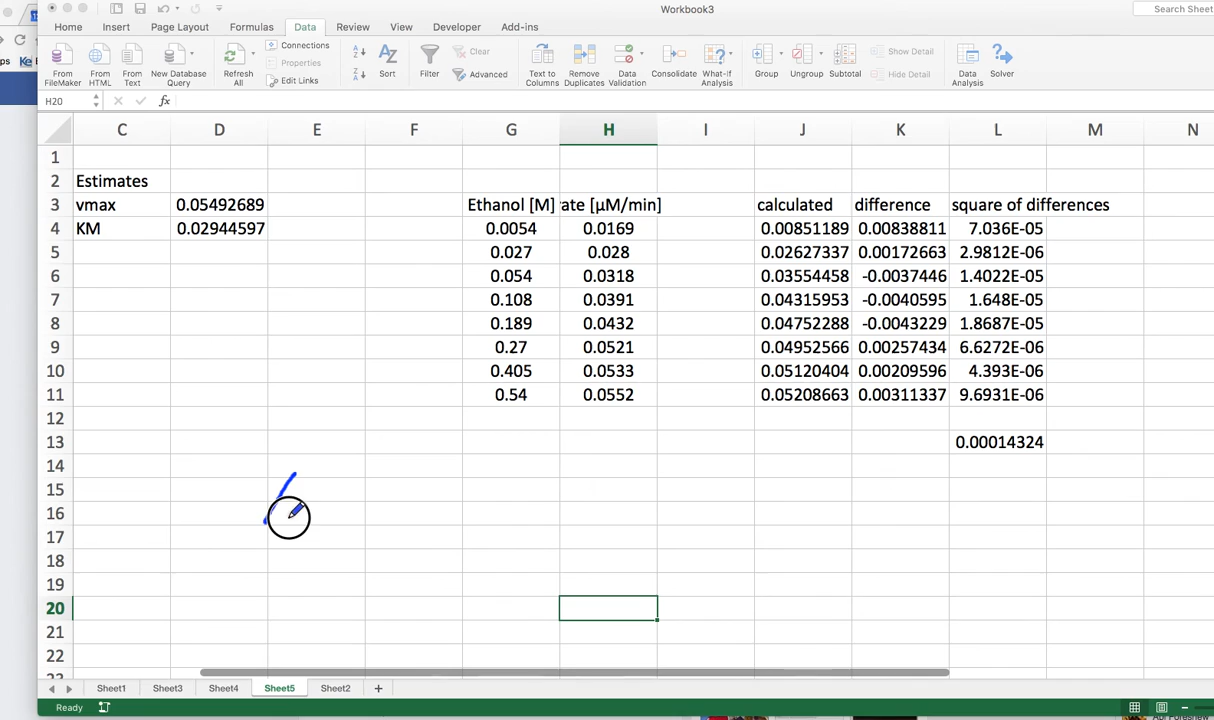 Workbook3
Search Sheet
Home Insert Page Layout Formulas Data Review View Developer Add-ins
From FileMaker
From HTML
From Text
New Database Query
Refresh All
Connections
Properties
Edit Links
Sort
Filter
Clear
Advanced
Text to Columns
Remove Duplicates
Data Validation
Consolidate
What-if Analysis
Group
Ungroup
Subtotal
Show Detail
Hide Detail
Data Analysis
Solver
H20 fx
C D E F G H I J K L M N
1
2 Estimates
3 vmax 0.05492689 Ethanol [M] ate [μM/min] calculated difference square of differences
4 KM 0.02944597 0.0054 0.0169 0.00851189 0.00838811 7.036E-05
5 0.027 0.028 0.02627337 0.00172663 2.9812E-06
6 0.054 0.0318 0.03554458 -0.0037446 1.4022E-05
7 0.108 0.0391 0.04315953 -0.0040595 1.648E-05
8 0.189 0.0432 0.04752288 -0.0043229 1.8687E-05
9 0.27 0.0521 0.04952566 0.00257434 6.6272E-06
10 0.405 0.0533 0.05120404 0.00209596 4.393E-06
11 0.54 0.0552 0.05208663 0.00311337 9.6931E-06
12
13 0.00014324
14
15
16
17
18
19
20
21
22
Sheet1 Sheet3 Sheet4 Sheet5 Sheet2 +
Ready